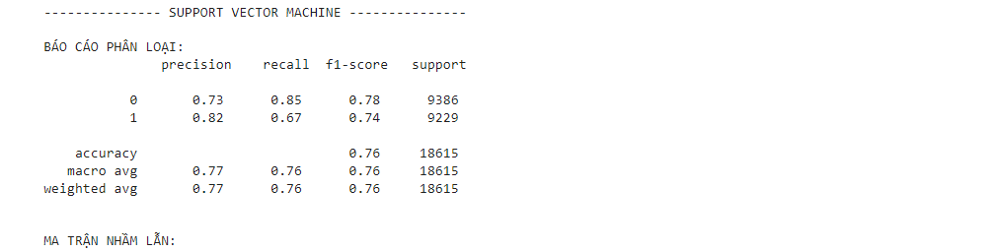 --------------- SUPPORT VECTOR MACHINE ---------------
BÁO CÁO PHÂN LOẠI:
precision recall f1-score support
0 0.73 0.85 0.78 9386
1 0.82 0.67 0.74 9229
accuracy 0.76 18615
macro avg 0.77 0.76 0.76 18615
weighted avg 0.77 0.76 0.76 18615
MA TRẬN NHẦM LẪN: